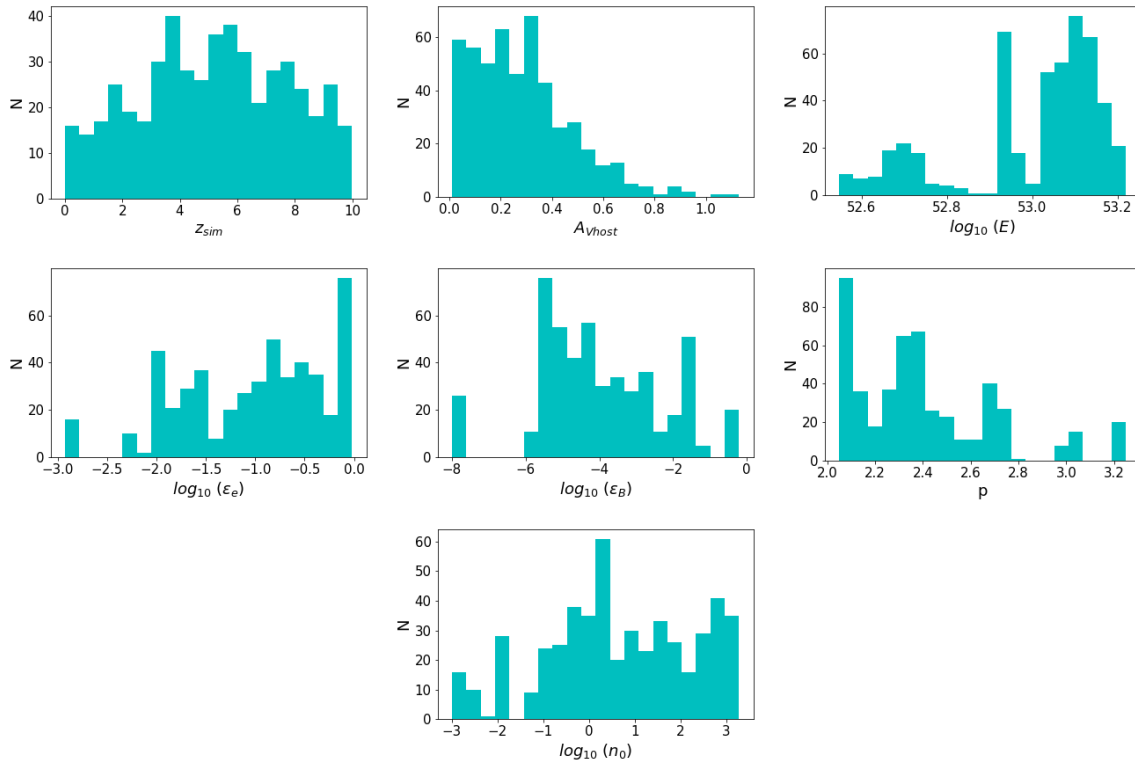 40
30
20
10
0
N
0 2 4 6 8 10
z_sim
60
40
20
0
N
0.0 0.2 0.4 0.6 0.8 1.0
A_Vhost
60
40
20
0
N
52.6 52.8 53.0 53.2
log₁₀ (E)
60
40
20
0
N
−3.0 −2.5 −2.0 −1.5 −1.0 −0.5 0.0
log₁₀ (ε_e)
60
40
20
0
N
−8 −6 −4 −2 0
log₁₀ (ε_B)
80
60
40
20
0
N
2.0 2.2 2.4 2.6 2.8 3.0 3.2
p
60
50
40
30
20
10
0
N
−3 −2 −1 0 1 2 3
log₁₀ (n₀)